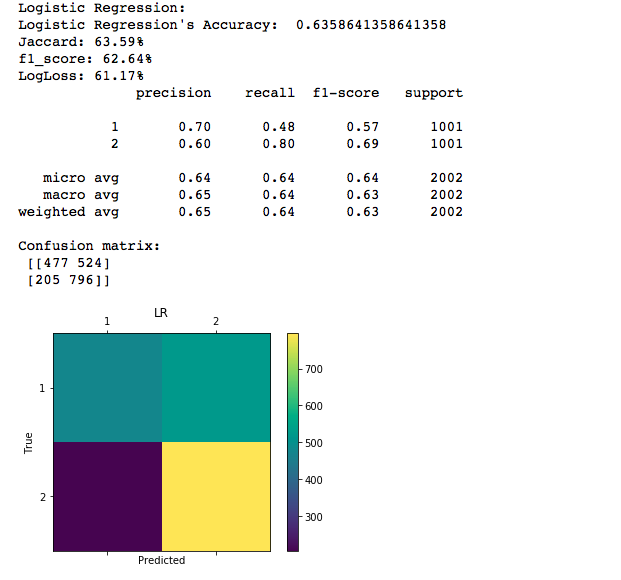 Logistic Regression:
Logistic Regression's Accuracy:  0.6358641358641358
Jaccard: 63.59%
f1_score: 62.64%
LogLoss: 61.17%
precision    recall  f1-score   support
1       0.70      0.48      0.57      1001
2       0.60      0.80      0.69      1001
micro avg       0.64      0.64      0.64      2002
macro avg       0.65      0.64      0.63      2002
weighted avg       0.65      0.64      0.63      2002
Confusion matrix:
[[477 524]
[205 796]]
LR
1 2
700
1
600
True
500
400
2
300
Predicted